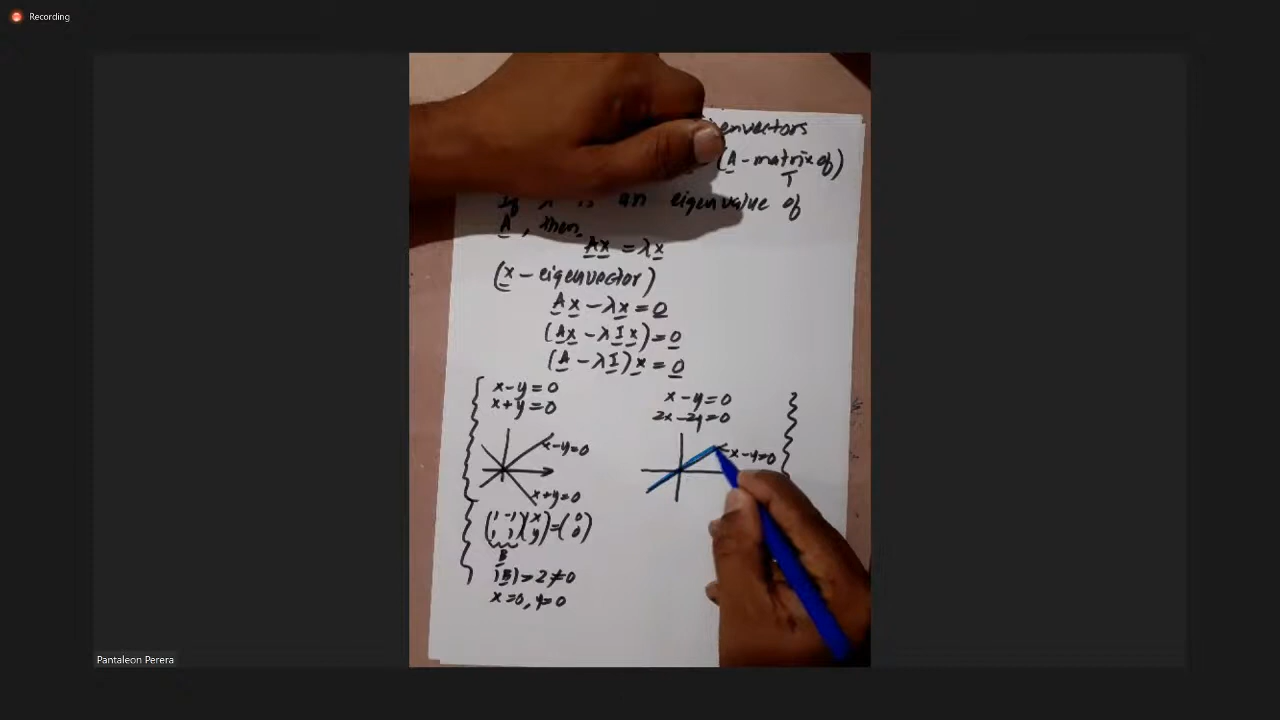 Recording
envectors
(A - matrix of)
T
If λ is an eigenvalue of
A, then
Ax = λx
(x - eigenvector)
Ax - λx = 0
(Ax - λIx) = 0
(A - λI)x = 0
x - y = 0
x + y = 0
x - y = 0
2x - 2y = 0
x - y = 0
x + y = 0
x - y = 0
(1 -1) (x) = (0)
(1 1) (y) (0)
B
|B| = 2 ≠ 0
x = 0, y = 0
Pantaleon Perera